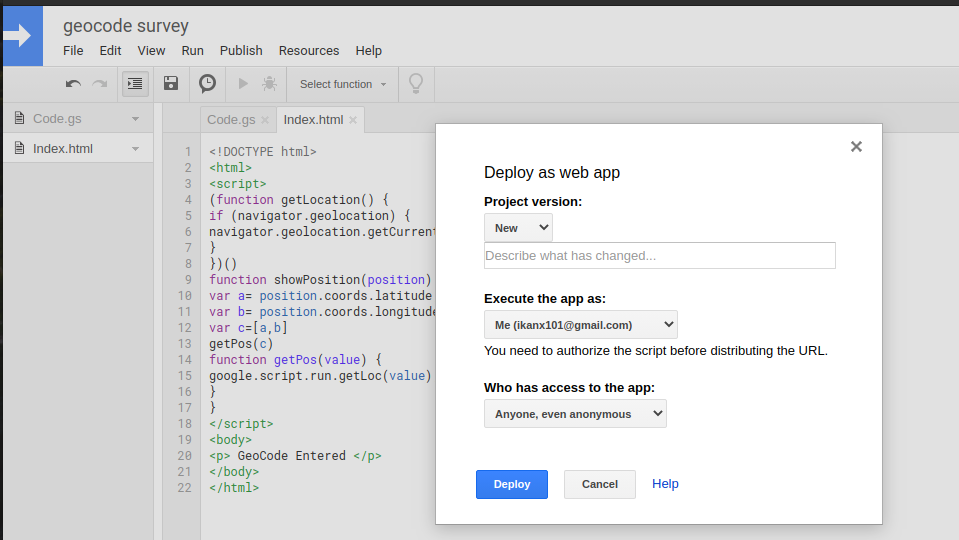 geocode survey
File Edit View Run Publish Resources Help
Select function
Code.gs
Index.html
Code.gs Index.html
1 <!DOCTYPE html>
2 <html>
3 <script>
4 (function getLocation() {
5 if (navigator.geolocation) {
6 navigator.geolocation.getCurrent
7 }
8 })()
9 function showPosition(position)
10 var a= position.coords.latitude
11 var b= position.coords.longitude
12 var c=[a,b]
13 getPos(c)
14 function getPos(value) {
15 google.script.run.getLoc(value)
16 }
17 }
18 </script>
19 <body>
20 <p> GeoCode Entered </p>
21 </body>
22 </html>
Deploy as web app
Project version:
New
Describe what has changed...
Execute the app as:
Me (ikanx101@gmail.com)
You need to authorize the script before distributing the URL.
Who has access to the app:
Anyone, even anonymous
Deploy Cancel Help